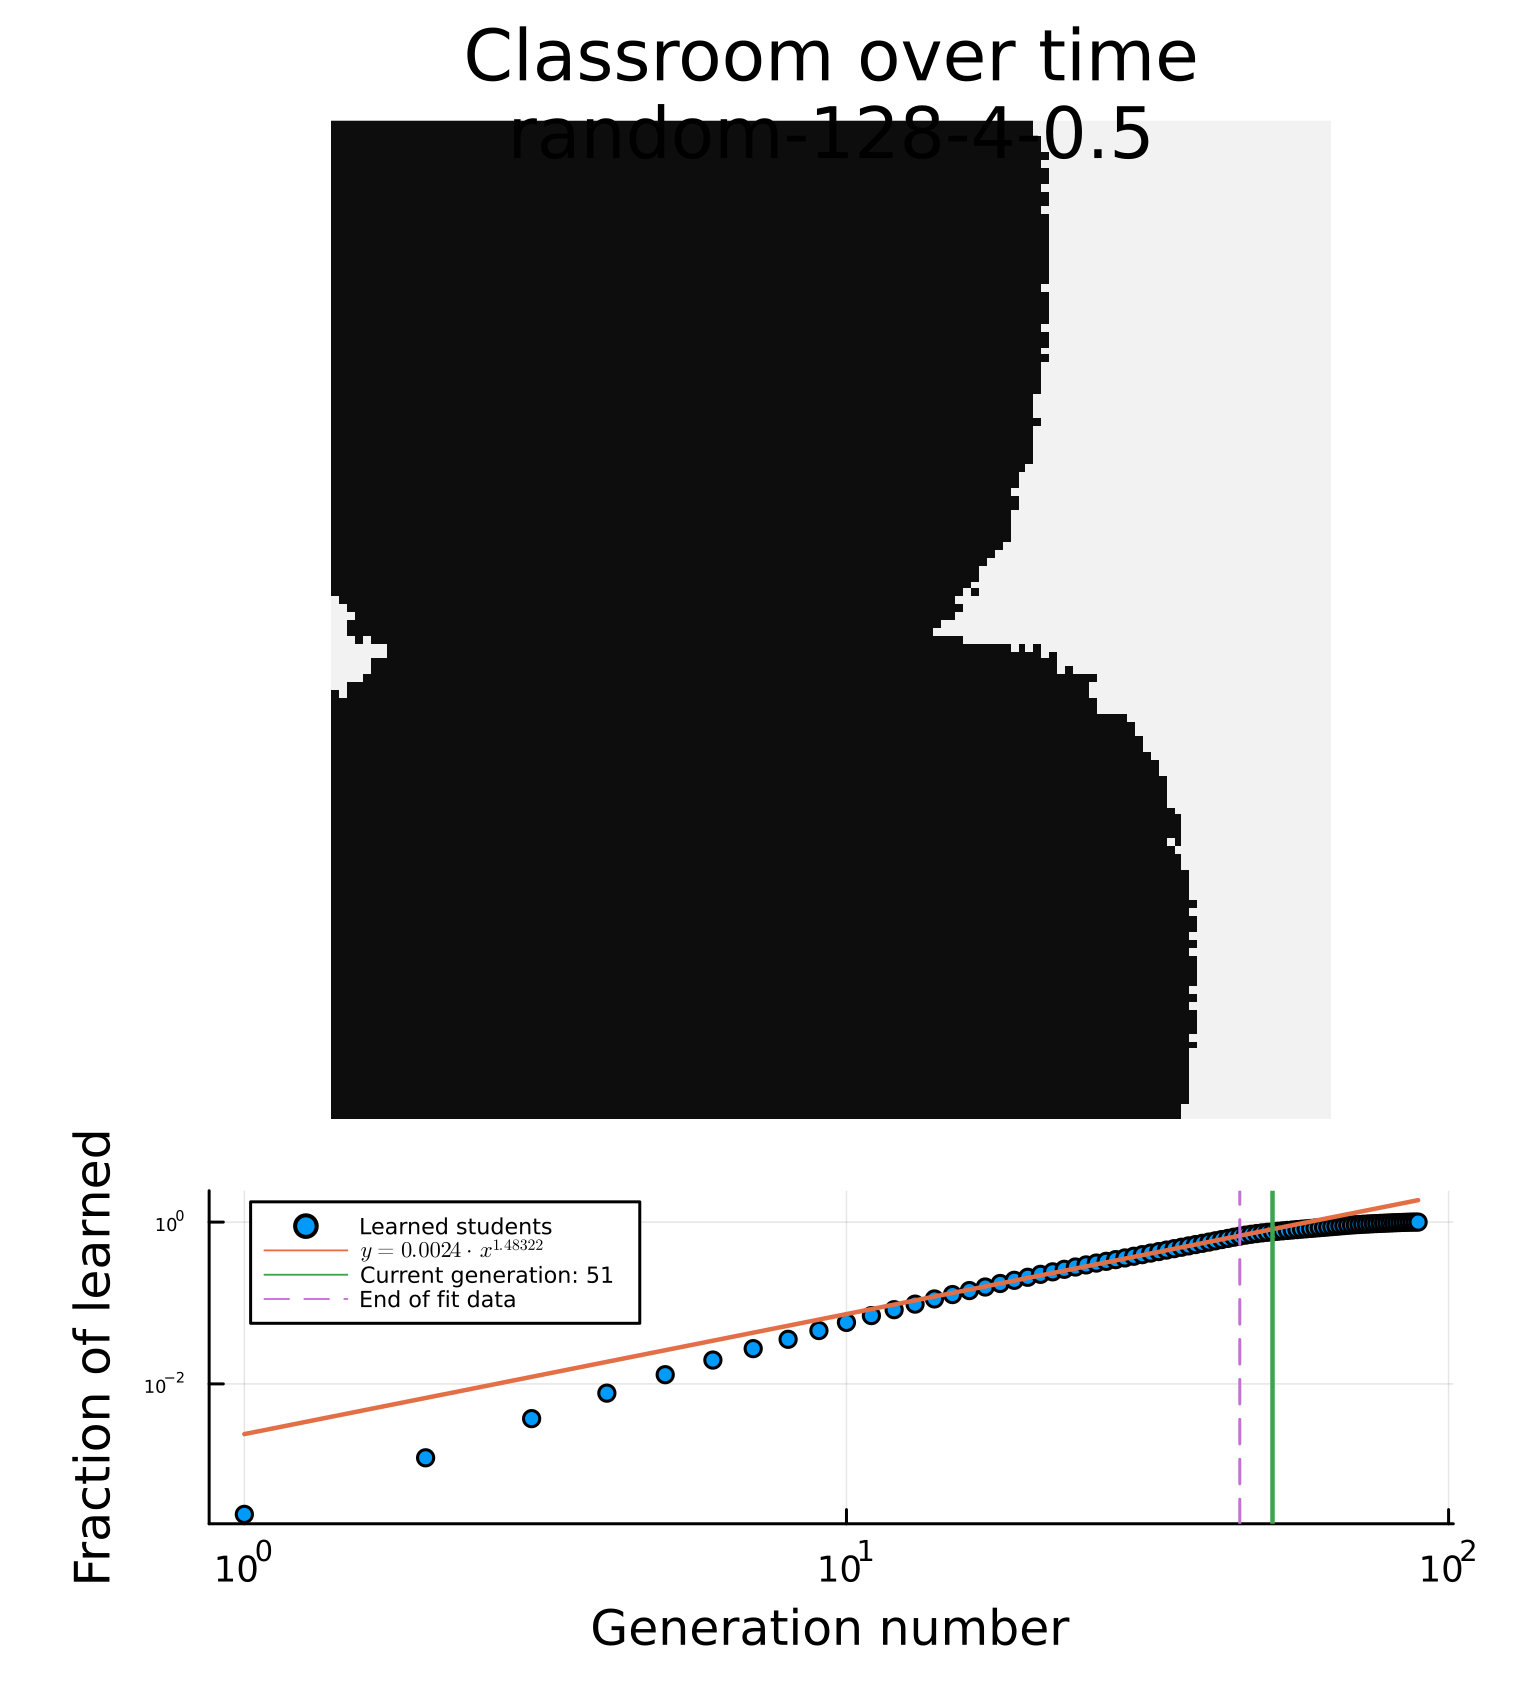 Classroom over time
random-128-4-0.5
Fraction of learned
10^0
10^-2
Learned students
y = 0.0024 · x^1.48322
Current generation: 51
End of fit data
10^0
10^1
10^2
Generation number